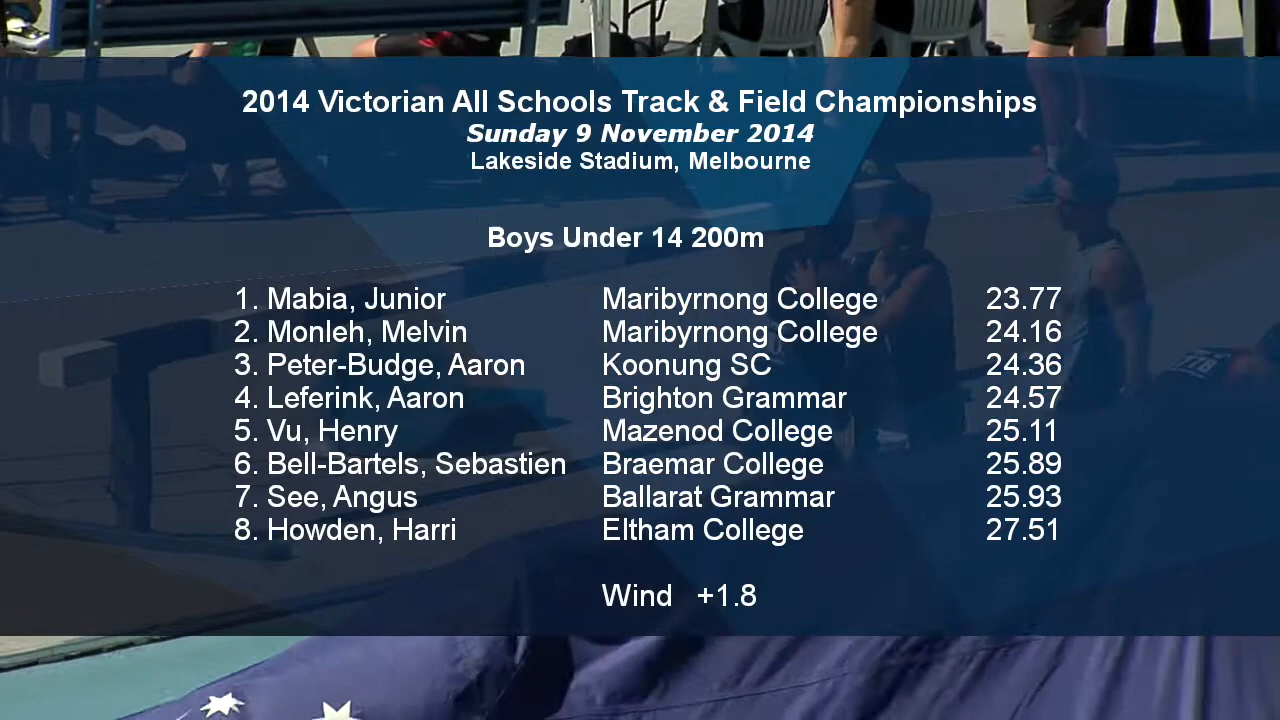 2014 Victorian All Schools Track & Field Championships
Sunday 9 November 2014
Lakeside Stadium, Melbourne
Boys Under 14 200m
1. Mabia, Junior Maribyrnong College 23.77
2. Monleh, Melvin Maribyrnong College 24.16
3. Peter-Budge, Aaron Koonung SC 24.36
4. Leferink, Aaron Brighton Grammar 24.57
5. Vu, Henry Mazenod College 25.11
6. Bell-Bartels, Sebastien Braemar College 25.89
7. See, Angus Ballarat Grammar 25.93
8. Howden, Harri Eltham College 27.51
Wind +1.8